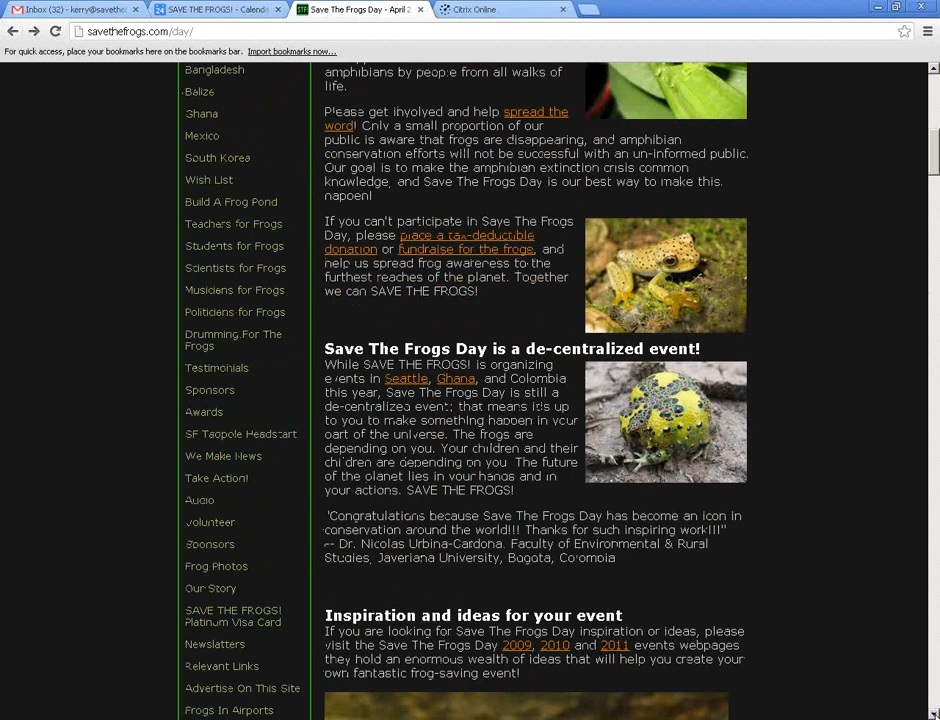 Inbox (32) - kerry@savethef
SAVE THE FROGS! - Calenda
Save The Frogs Day - April 2
Citrix Online
savethefrogs.com/day/
For quick access, place your bookmarks here on the bookmarks bar. Import bookmarks now...
Bangladesh
Belize
Ghana
Mexico
South Korea
Wish List
Build A Frog Pond
Teachers for Frogs
Students for Frogs
Scientists for Frogs
Musicians for Frogs
Politicians for Frogs
Drumming For The
Frogs
Testimonials
Sponsors
Awards
SF Tadpole Headstart
We Make News
Take Action!
Audio
Volunteer
Sponsors
Frog Photos
Our Story
SAVE THE FROGS!
Platinum Visa Card
Newsletters
Relevant Links
Advertise On This Site
Frogs In Airports
amphibians by people from all walks of
life.
Please get involved and help spread the
word! Only a small proportion of our
public is aware that frogs are disappearing, and amphibian
conservation efforts will not be successful with an un-informed public.
Our goal is to make the amphibian extinction crisis common
knowledge, and Save The Frogs Day is our best way to make this
happen!
If you can't participate in Save The Frogs
Day, please place a tax-deductible
donation or fundraise for the frogs, and
help us spread frog awareness to the
furthest reaches of the planet. Together
we can SAVE THE FROGS!
Save The Frogs Day is a de-centralized event!
While SAVE THE FROGS! is organizing
events in Seattle, Ghana, and Colombia
this year, Save The Frogs Day is still a
de-centralized event; that means it's up
to you to make something happen in your
part of the universe. The frogs are
depending on you. Your children and their
children are depending on you. The future
of the planet lies in your hands and in
your actions. SAVE THE FROGS!
"Congratulations because Save The Frogs Day has become an icon in
conservation around the world!!! Thanks for such inspiring work!!!"
-- Dr. Nicolas Urbina-Cardona. Faculty of Environmental & Rural
Studies, Javeriana University, Bogota, Colombia
Inspiration and ideas for your event
If you are looking for Save The Frogs Day inspiration or ideas, please
visit the Save The Frogs Day 2009, 2010 and 2011 events webpages
they hold an enormous wealth of ideas that will help you create your
own fantastic frog-saving event!